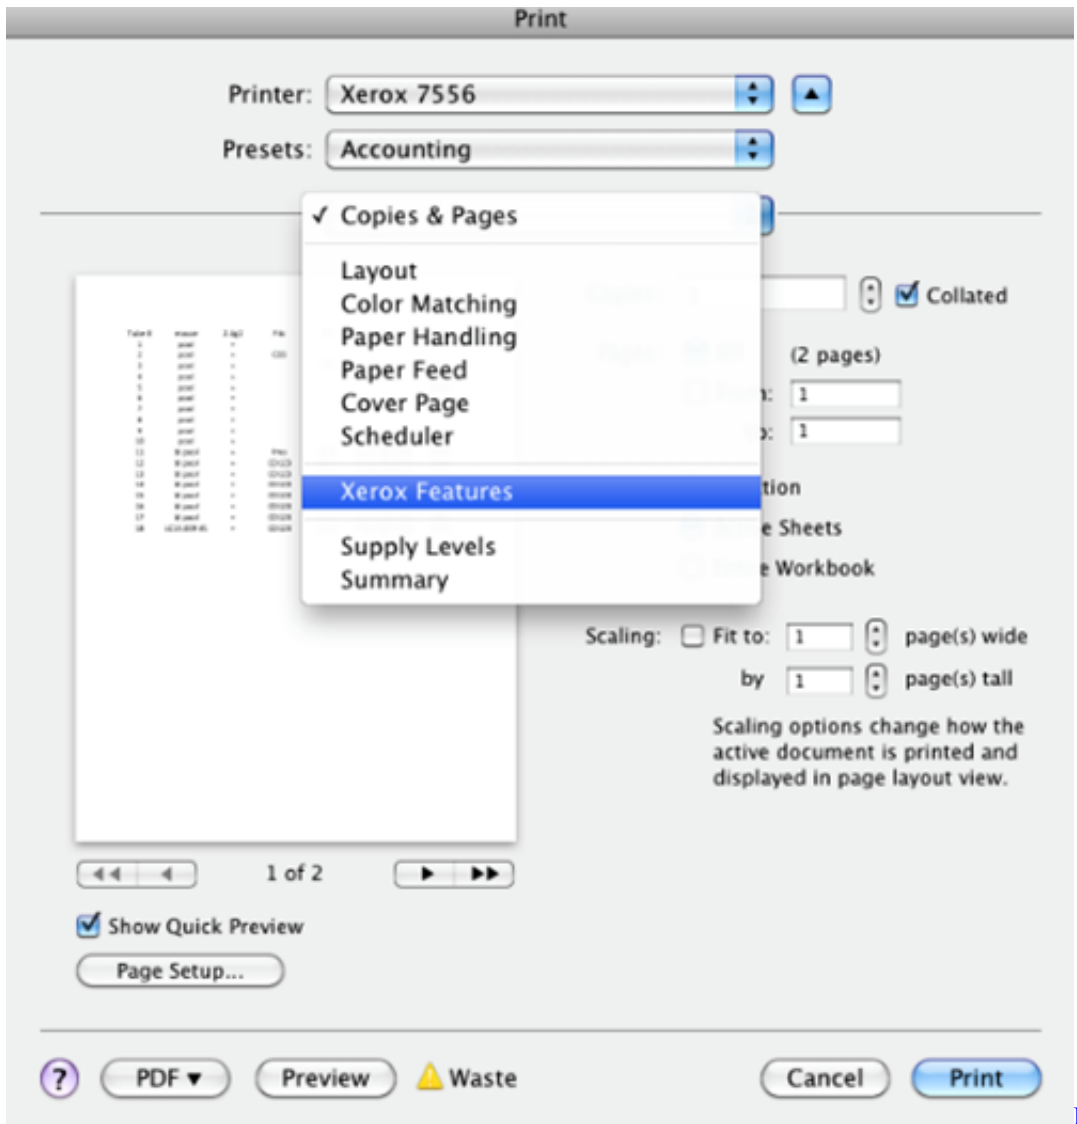 Print
Printer: Xerox 7556
Presets: Accounting
✓ Copies & Pages
Layout
Color Matching
Paper Handling
Paper Feed
Cover Page
Scheduler
Xerox Features
Supply Levels
Summary
Collated
(2 pages)
1
1
Sheets
Workbook
Scaling: Fit to: 1 page(s) wide
by 1 page(s) tall
Scaling options change how the
active document is printed and
displayed in page layout view.
1 of 2
Show Quick Preview
Page Setup...
? PDF ▼ Preview Waste Cancel Print